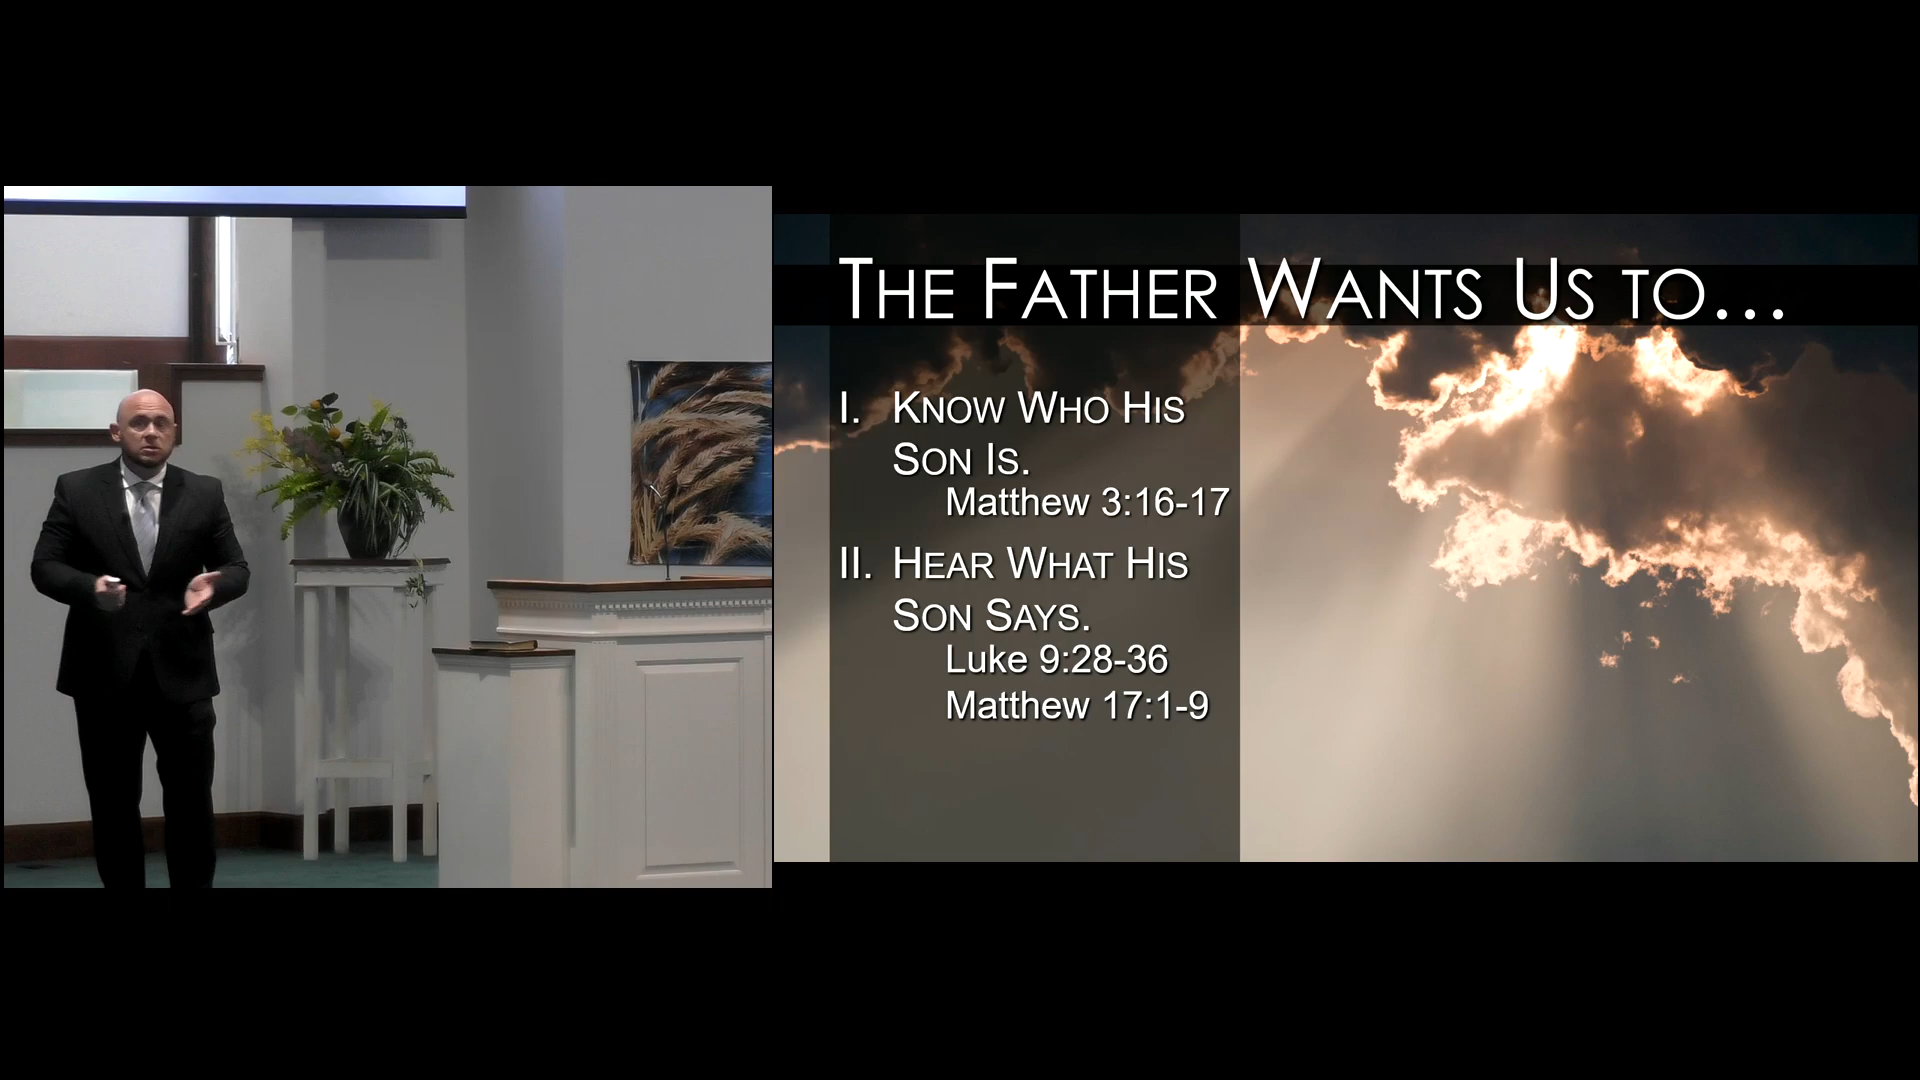 THE FATHER WANTS US TO...
I. KNOW WHO HIS
SON IS.
Matthew 3:16-17
II. HEAR WHAT HIS
SON SAYS.
Luke 9:28-36
Matthew 17:1-9